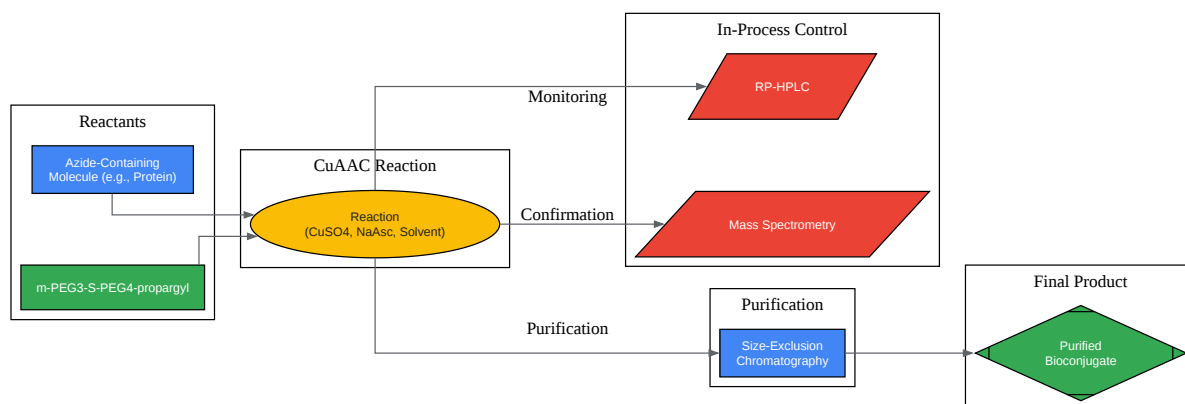 In-Process Control
RP-HPLC
Monitoring
Reactants
Azide-Containing
Molecule (e.g., Protein)
CuAAC Reaction
Reaction
(CuSO4, NaAsc, Solvent)
Confirmation
Mass Spectrometry
m-PEG3-S-PEG4-propargyl
Purification
Purification
Size-Exclusion
Chromatography
Final Product
Purified
Bioconjugate